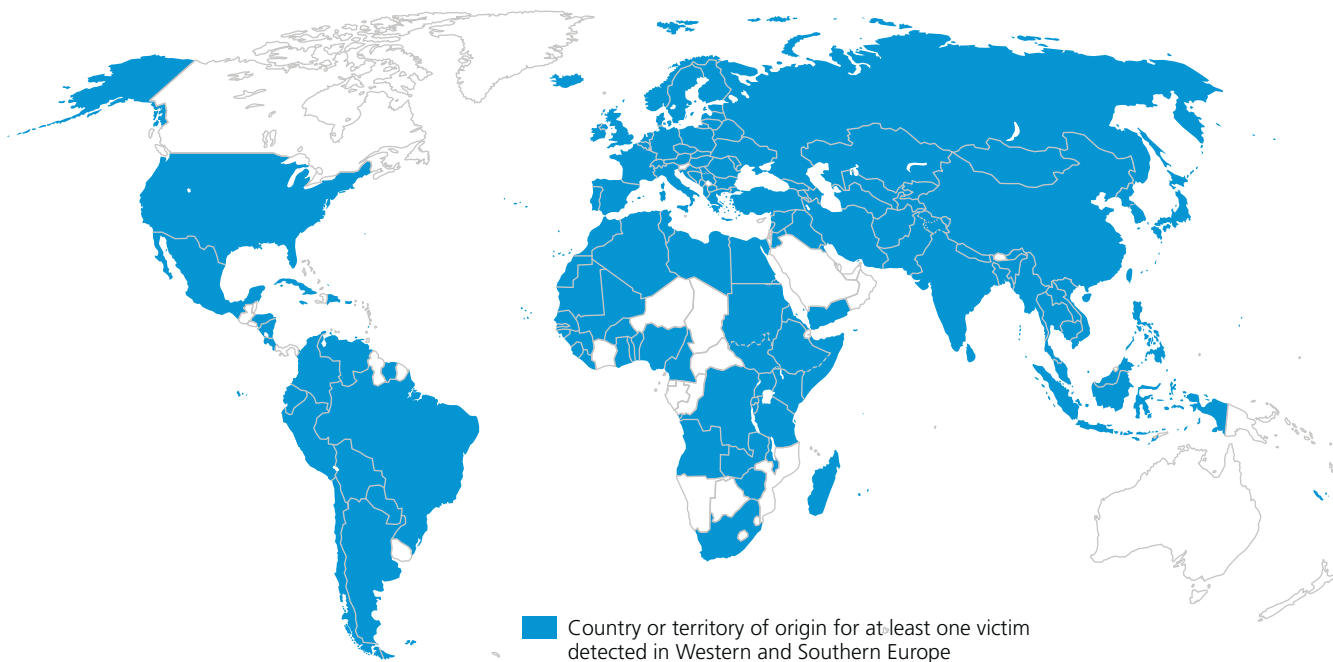 Country or territory of origin for at least one victim
detected in Western and Southern Europe